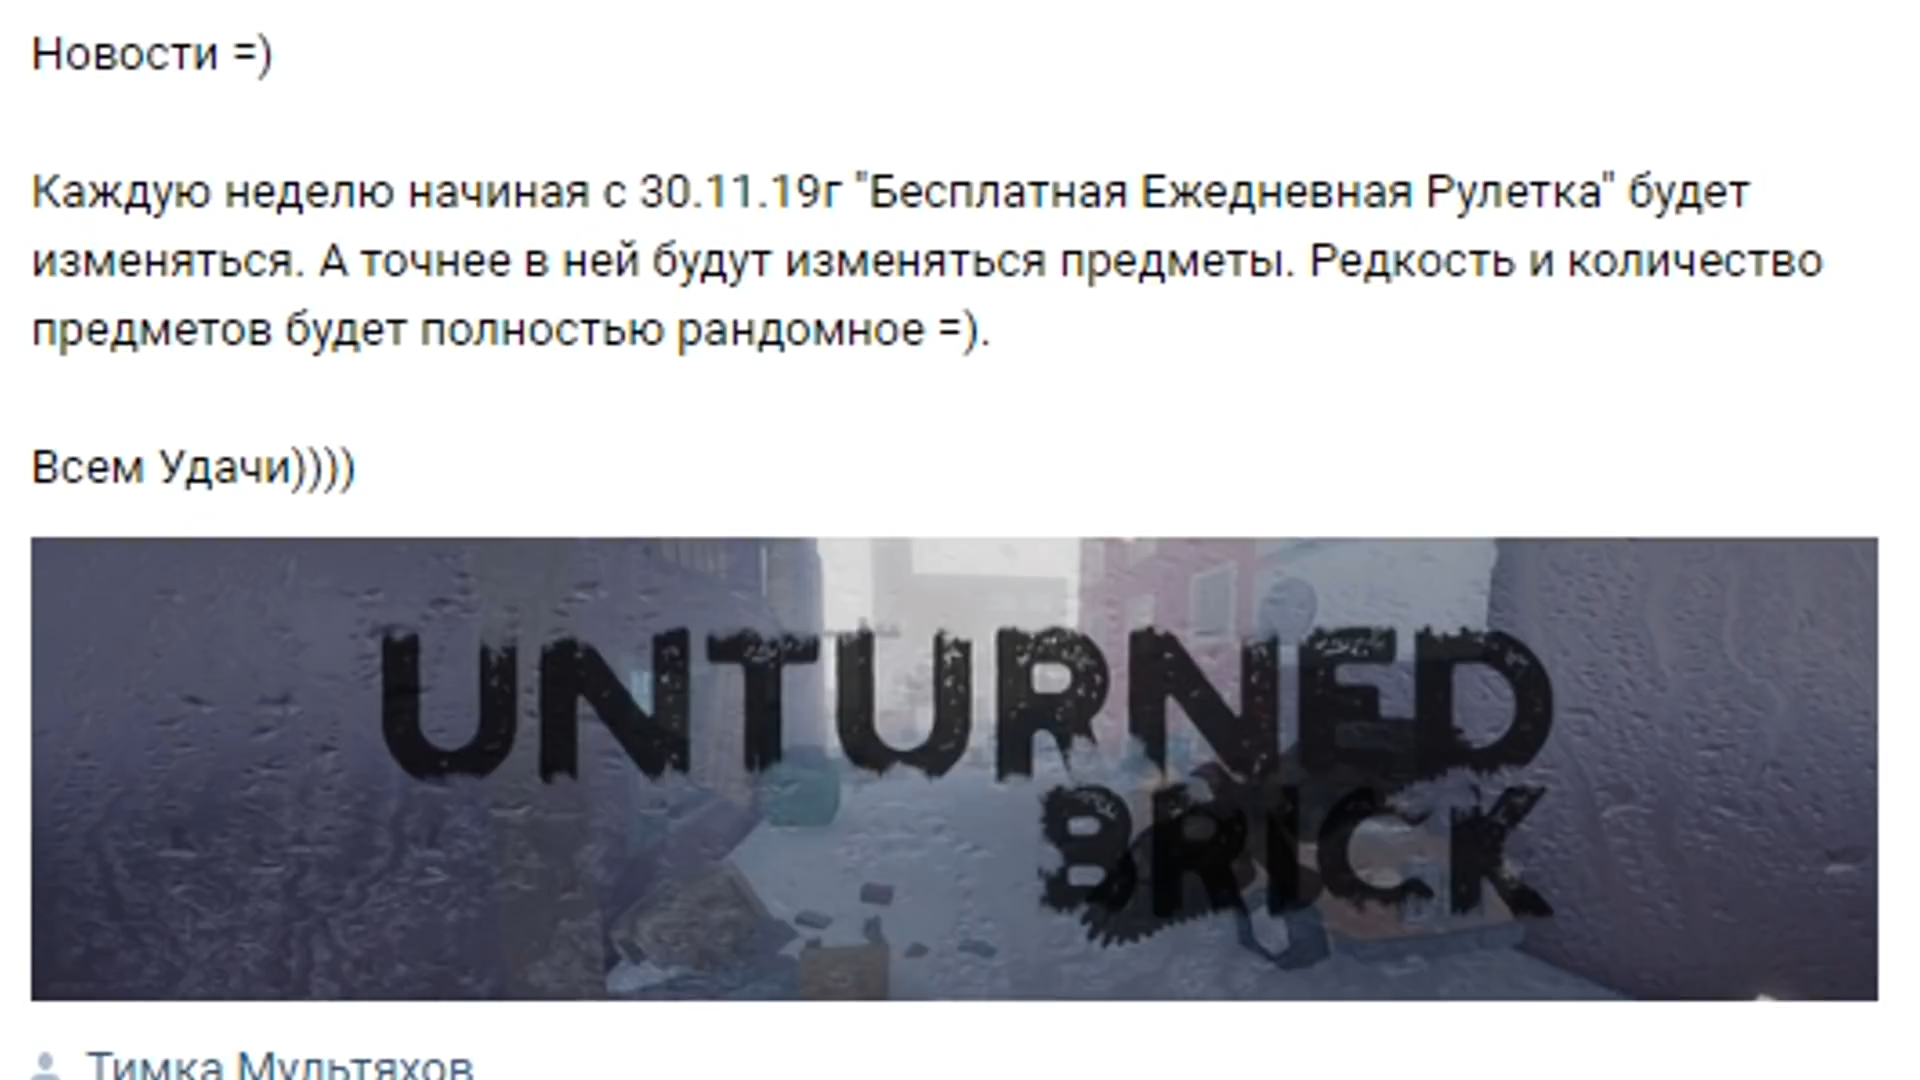 Новости =)
Каждую неделю начиная с 30.11.19г "Бесплатная Ежедневная Рулетка" будет
изменяться. А точнее в ней будут изменяться предметы. Редкость и количество
предметов будет полностью рандомное =).
Всем Удачи))))
UNTURNED
BRICK
Тимка Мультяхов